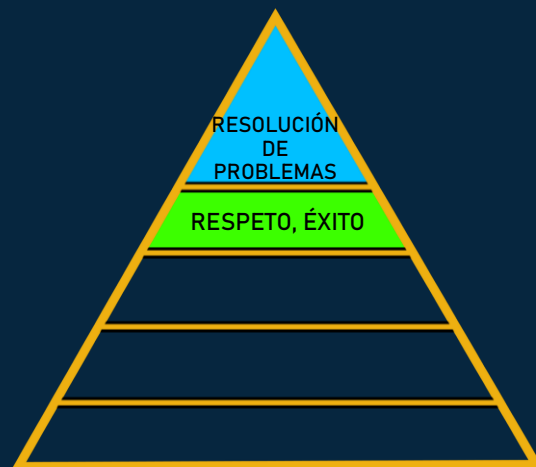 RESOLUCIÓN
DE
PROBLEMAS
RESPETO, ÉXITO